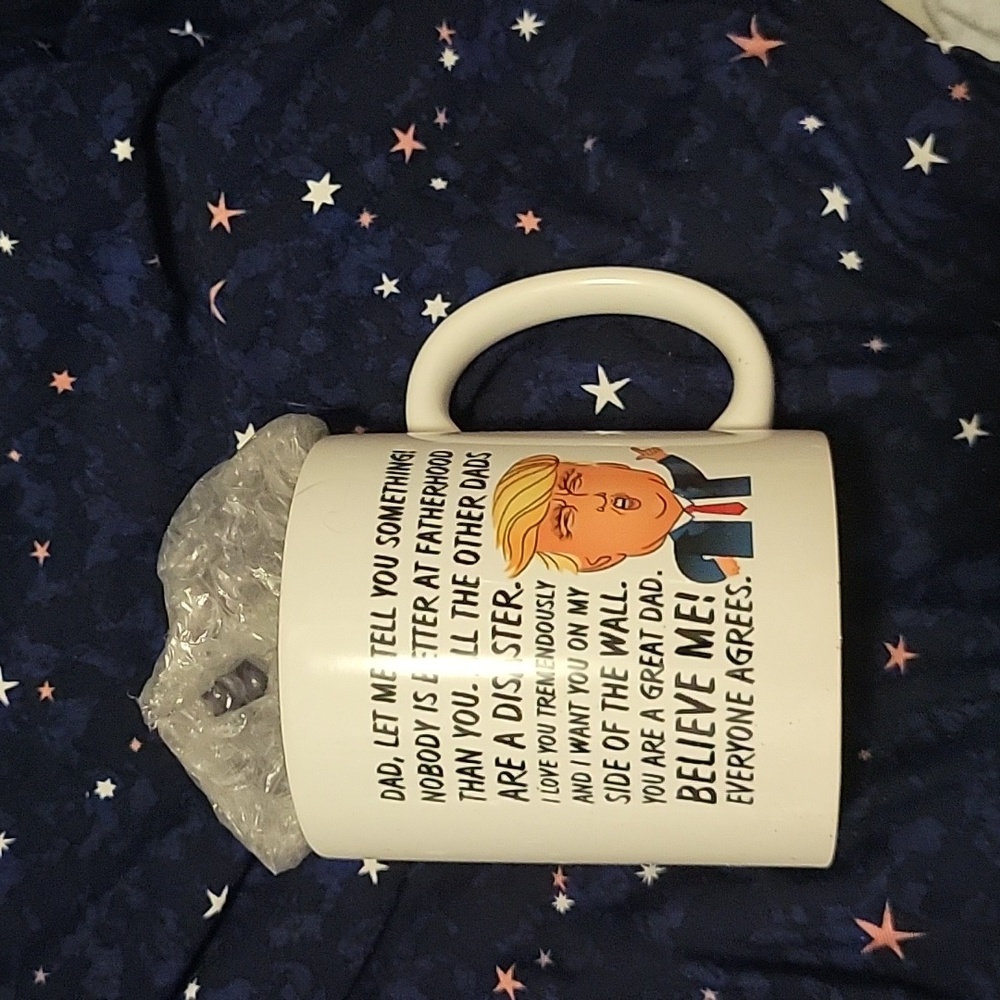 DAD, LET ME TELL YOU SOMETHING!
NOBODY IS BETTER AT FATHERHOOD
THAN YOU. ALL THE OTHER DADS
ARE A DISASTER.
I LOVE YOU TREMENDOUSLY
AND I WANT YOU ON MY
SIDE OF THE WALL.
YOU ARE A GREAT DAD.
BELIEVE ME!
EVERYONE AGREES.